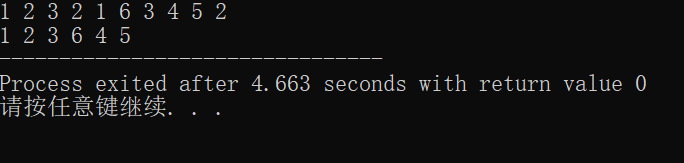 1 2 3 2 1 6 3 4 5 2
1 2 3 6 4 5
--------------------------------
Process exited after 4.663 seconds with return value 0
请按任意键继续. . .